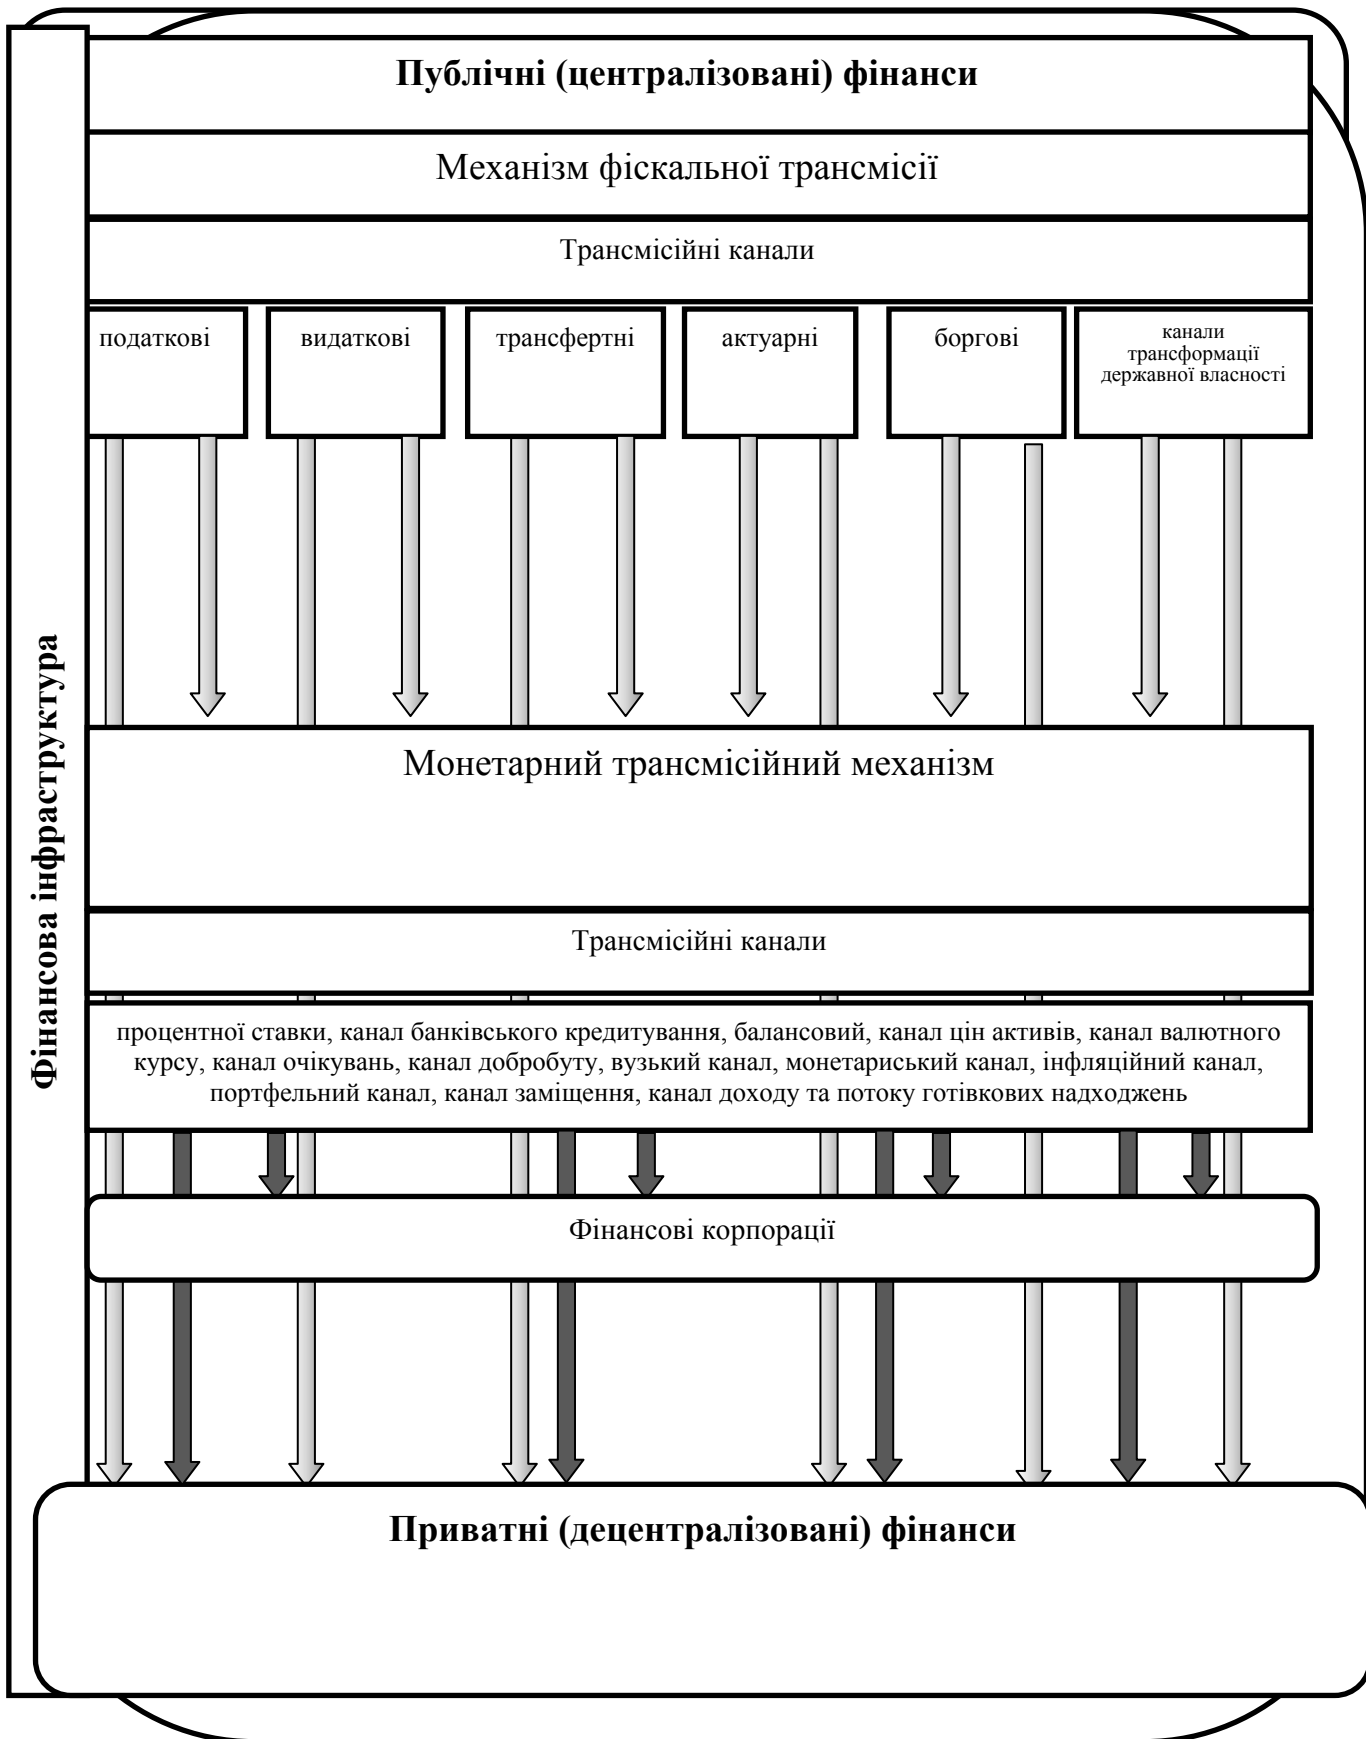 Публічні (централізовані) фінанси
Механізм фіскальної трансмісії
Трансмісійні канали
податкові
видаткові
трансфертні
актуарні
боргові
канали
трансформації
державної власності
Фінансова інфраструктура
Монетарний трансмісійний механізм
Трансмісійні канали
процентної ставки, канал банківського кредитування, балансовий, канал цін активів, канал валютного
курсу, канал очікувань, канал добробуту, вузький канал, монетариський канал, інфляційний канал,
портфельний канал, канал заміщення, канал доходу та потоку готівкових надходжень
Фінансові корпорації
Приватні (децентралізовані) фінанси